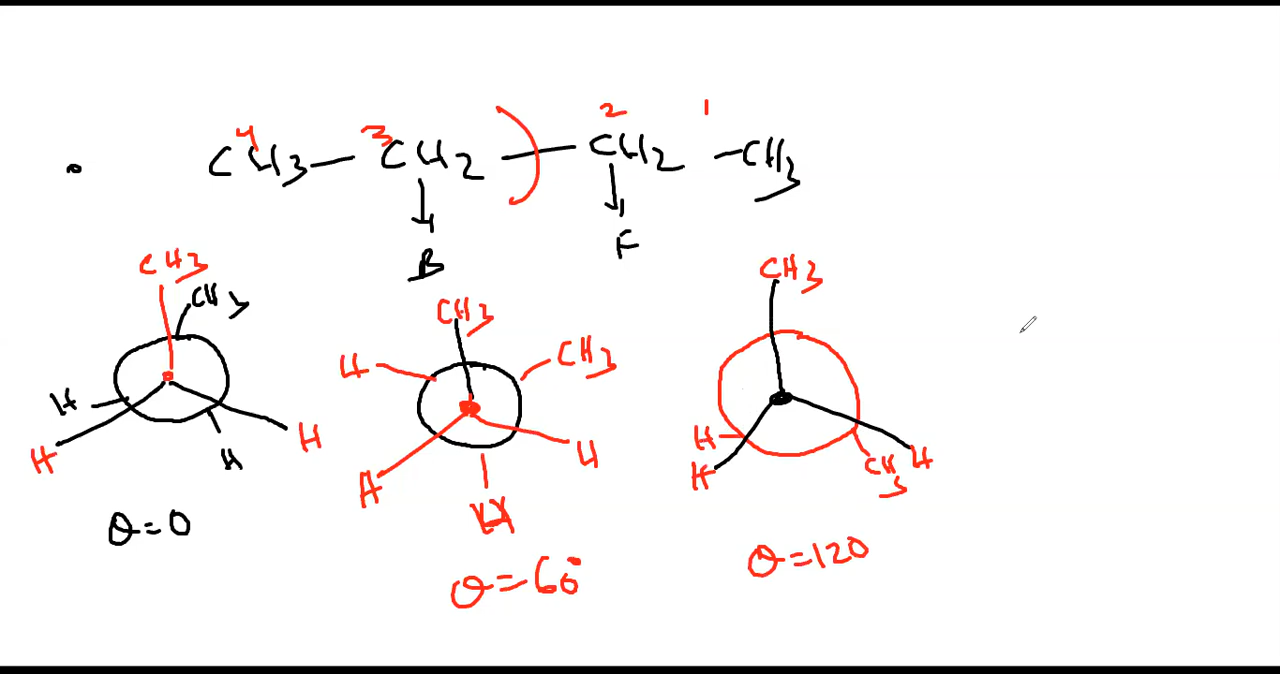 4 3 2 1
CH3 — CH2 — CH2 — CH3
B F
CH3 CH3 H H H H
θ=0
CH3 H CH3 H H H
θ=60°
CH3 H H CH3 H
θ=120